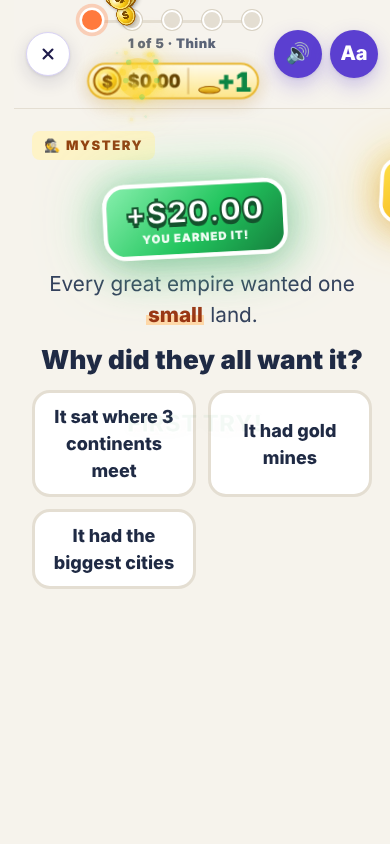 1 of 5 · Think
$0.00 +1
Aa
MYSTERY
+$20.00
YOU EARNED IT!
Every great empire wanted one
small land.
Why did they all want it?
FIRST TRY!
It sat where 3
continents
meet
It had gold
mines
It had the
biggest cities